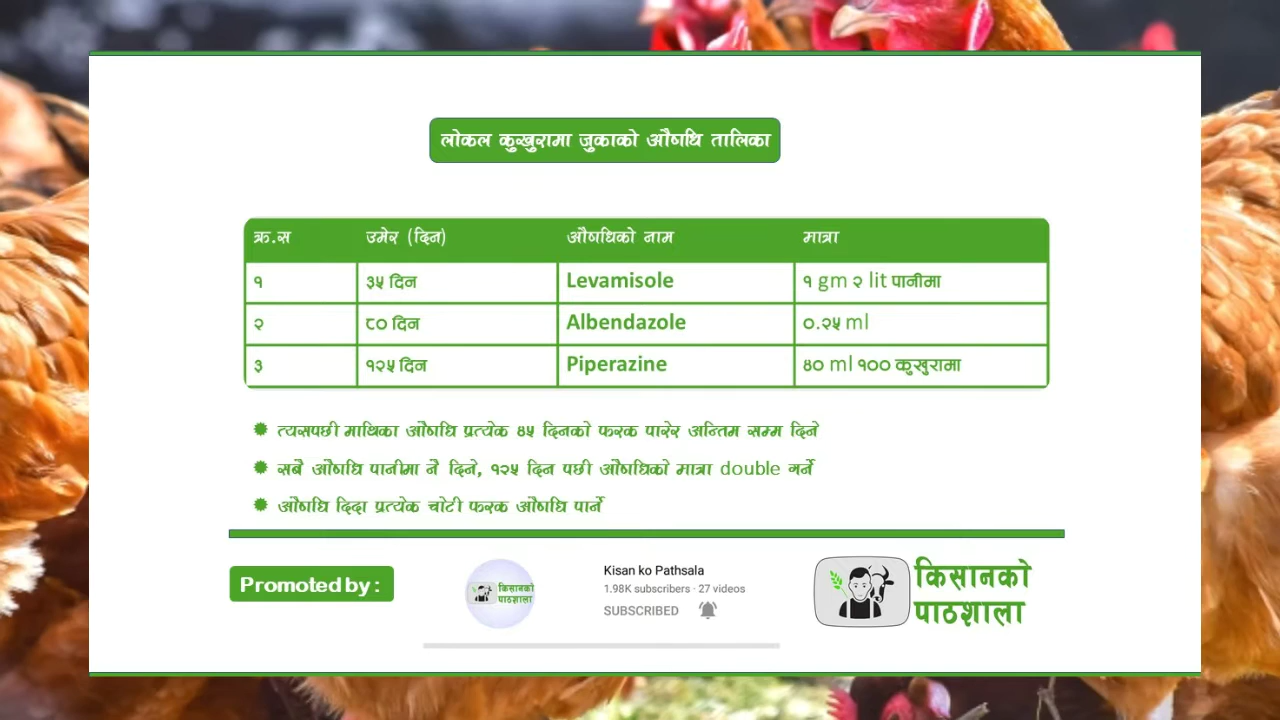 लोकल कुखुरामा जुकाको औषधि तालिका
क्र.स उमेर (दिन) औषधिको नाम मात्रा
१ ३५ दिन Levamisole १ gm २ lit पानीमा
२ ८० दिन Albendazole ०.२५ ml
३ १२५ दिन Piperazine ४० ml १०० कुखुरामा
त्यसपछी माथिका औषधि प्रत्येक ४५ दिनको फरक पारेर अन्तिम सम्म दिने
सबै औषधि पानीमा नै दिने, १२५ दिन पछी औषधिको मात्रा double गर्ने
औषधि दिदा प्रत्येक चोटी फरक औषधि पार्ने
Promoted by :
किसानको
पाठशाला
Kisan ko Pathsala
1.98K subscribers · 27 videos
SUBSCRIBED
किसानको
पाठशाला